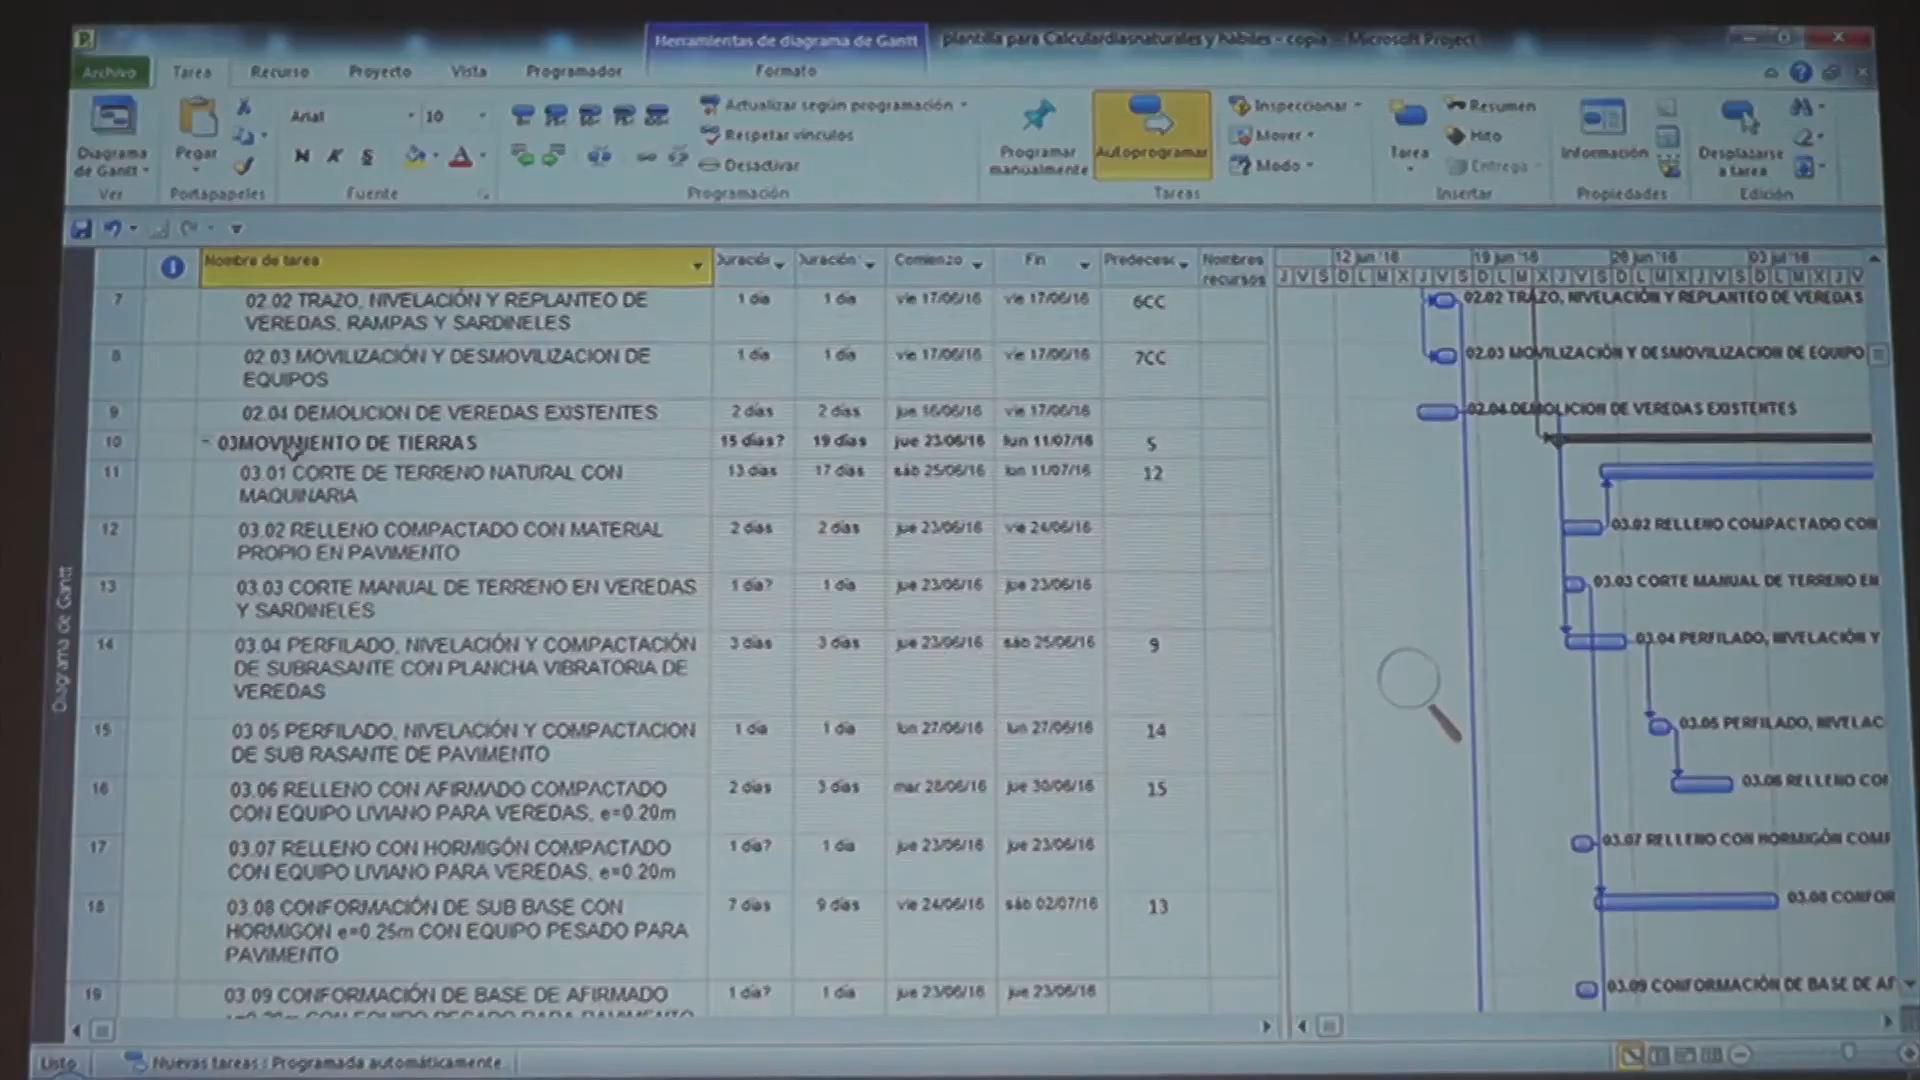 Herramientas de diagrama de Gantt
plantilla para Calculardiasnaturales y habiles - copia - Microsoft Project
Archivo Tarea Recurso Proyecto Vista Programador Formato
Diagrama de Gantt
Ver
Pegar
Portapapeles
Arial 10
N K S
Fuente
Actualizar según programación
Respetar vínculos
Desactivar
Programación
Programar manualmente
Autoprogramar
Inspeccionar
Mover
Modo
Tareas
Tarea
Resumen
Hito
Entrega
Insertar
Información
Propiedades
Desplazarse a tarea
Edición
Nombre de tarea Duración Duración Comienzo Fin Predeceso Nombres recursos
12 jun '16 19 jun '16 26 jun '16 03 jul '16
J V S D L M X J V S D L M X J V S D L M X J V S D L M X J V
7 02.02 TRAZO, NIVELACIÓN Y REPLANTEO DE 1 día 1 día vie 17/06/16 vie 17/06/16 6CC
VEREDAS, RAMPAS Y SARDINELES
8 02.03 MOVILIZACIÓN Y DESMOVILIZACION DE 1 día 1 día vie 17/06/16 vie 17/06/16 7CC
EQUIPOS
9 02.04 DEMOLICION DE VEREDAS EXISTENTES 2 días 2 días jue 16/06/16 vie 17/06/16
10 - 03MOVIMIENTO DE TIERRAS 15 días? 19 días jue 23/06/16 lun 11/07/16 5
11 03.01 CORTE DE TERRENO NATURAL CON 13 días 17 días sáb 25/06/16 lun 11/07/16 12
MAQUINARIA
12 03.02 RELLENO COMPACTADO CON MATERIAL 2 días 2 días jue 23/06/16 vie 24/06/16
PROPIO EN PAVIMENTO
13 03.03 CORTE MANUAL DE TERRENO EN VEREDAS 1 día? 1 día jue 23/06/16 jue 23/06/16
Y SARDINELES
14 03.04 PERFILADO, NIVELACIÓN Y COMPACTACIÓN 3 días 3 días jue 23/06/16 sáb 25/06/16 9
DE SUBRASANTE CON PLANCHA VIBRATORIA DE
VEREDAS
15 03.05 PERFILADO, NIVELACIÓN Y COMPACTACION 1 día 1 día lun 27/06/16 lun 27/06/16 14
DE SUB RASANTE DE PAVIMENTO
16 03.06 RELLENO CON AFIRMADO COMPACTADO 2 días 3 días mar 28/06/16 jue 30/06/16 15
CON EQUIPO LIVIANO PARA VEREDAS, e=0.20m
17 03.07 RELLENO CON HORMIGÓN COMPACTADO 1 día? 1 día jue 23/06/16 jue 23/06/16
CON EQUIPO LIVIANO PARA VEREDAS, e=0.20m
18 03.08 CONFORMACIÓN DE SUB BASE CON 7 días 9 días vie 24/06/16 sáb 02/07/16 13
HORMIGON e=0.25m CON EQUIPO PESADO PARA
PAVIMENTO
19 03.09 CONFORMACIÓN DE BASE DE AFIRMADO 1 día? 1 día jue 23/06/16 jue 23/06/16
02.02 TRAZO, NIVELACIÓN Y REPLANTEO DE VEREDAS
02.03 MOVILIZACIÓN Y DESMOVILIZACION DE EQUIPO
02.04 DEMOLICION DE VEREDAS EXISTENTES
03.02 RELLENO COMPACTADO CON
03.03 CORTE MANUAL DE TERRENO EN
03.04 PERFILADO, NIVELACIÓN Y
03.05 PERFILADO, NIVELAC
03.06 RELLENO CO
03.07 RELLENO CON HORMIGÓN COMP
03.08 CONFOR
03.09 CONFORMACIÓN DE BASE DE AF
Diagrama de Gantt
Listo Nuevas tareas : Programada automáticamente